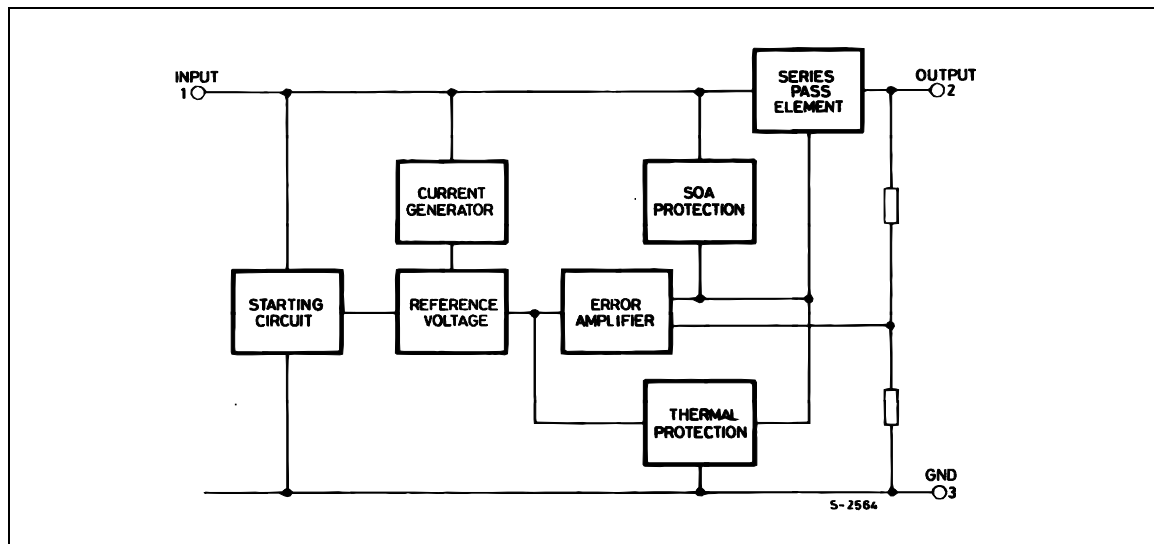 INPUT
1
SERIES
PASS
ELEMENT
OUTPUT
2
CURRENT
GENERATOR
SOA
PROTECTION
STARTING
CIRCUIT
REFERENCE
VOLTAGE
ERROR
AMPLIFIER
THERMAL
PROTECTION
GND
3
S-2564